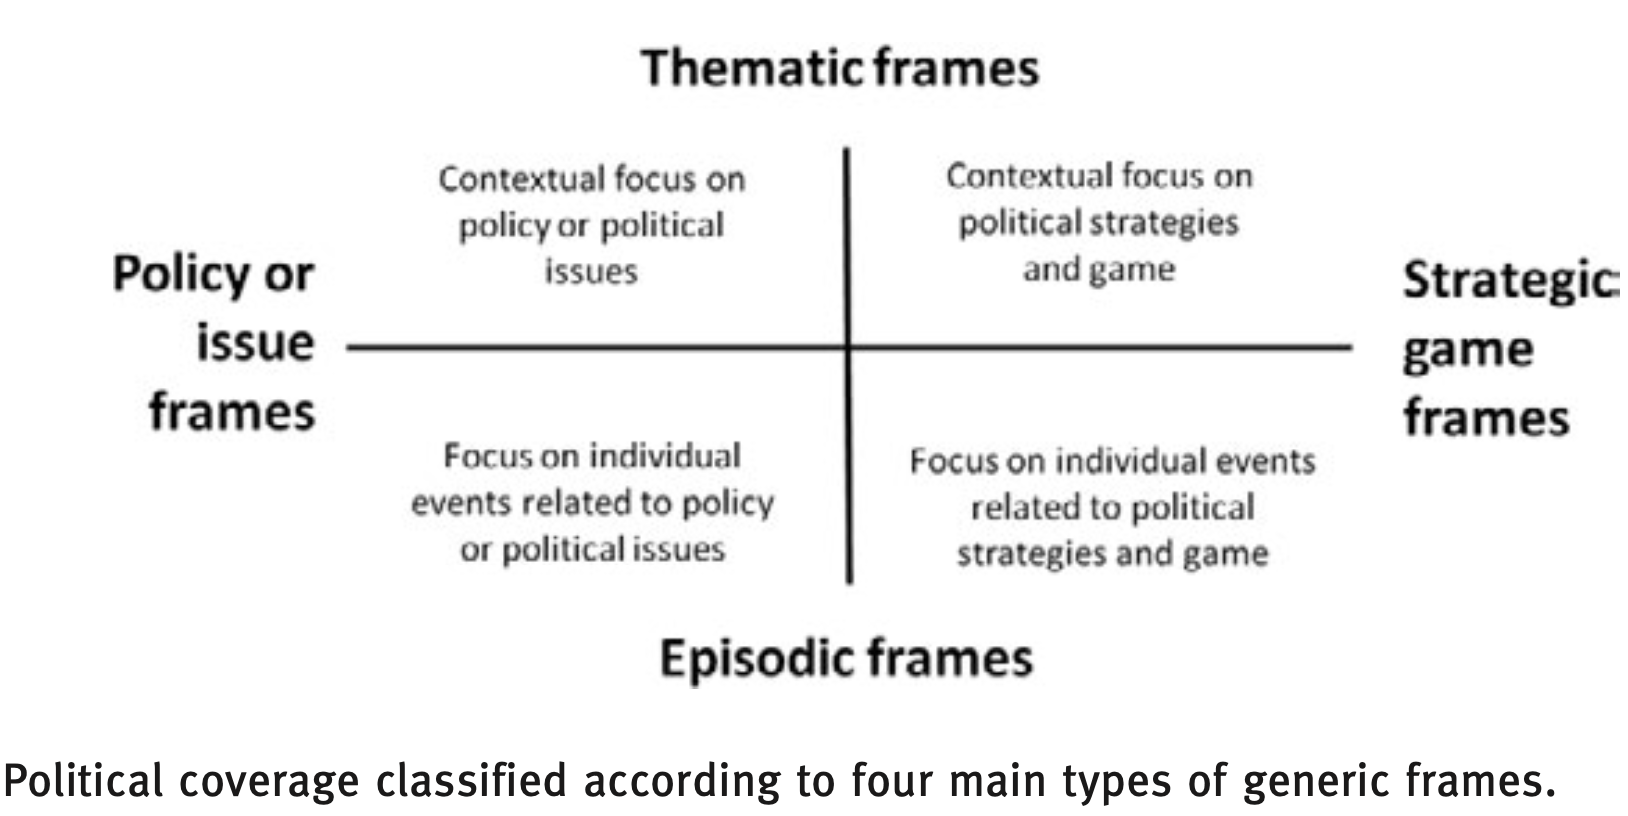 Thematic frames
Contextual focus on
policy or political
issues
Contextual focus on
political strategies
and game
Policy or
issue
frames
Strategic
game
frames
Focus on individual
events related to policy
or political issues
Focus on individual events
related to political
strategies and game
Episodic frames
Political coverage classified according to four main types of generic frames.